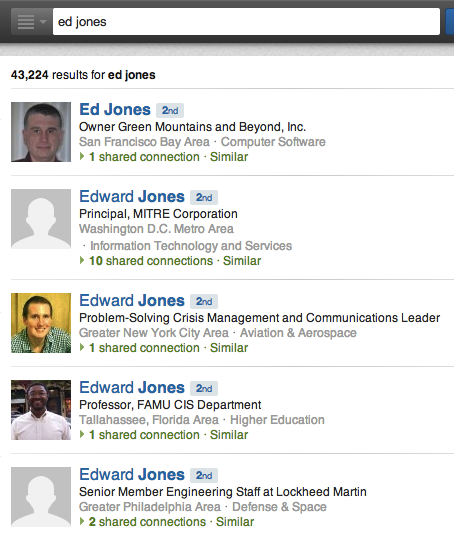 ed jones
43,224 results for ed jones
Ed Jones 2nd
Owner Green Mountains and Beyond, Inc.
San Francisco Bay Area · Computer Software
1 shared connection · Similar
Edward Jones 2nd
Principal, MITRE Corporation
Washington D.C. Metro Area
· Information Technology and Services
10 shared connections · Similar
Edward Jones 2nd
Problem-Solving Crisis Management and Communications Leader
Greater New York City Area · Aviation & Aerospace
1 shared connection · Similar
Edward Jones 2nd
Professor, FAMU CIS Department
Tallahassee, Florida Area · Higher Education
1 shared connection · Similar
Edward Jones 2nd
Senior Member Engineering Staff at Lockheed Martin
Greater Philadelphia Area · Defense & Space
2 shared connections · Similar